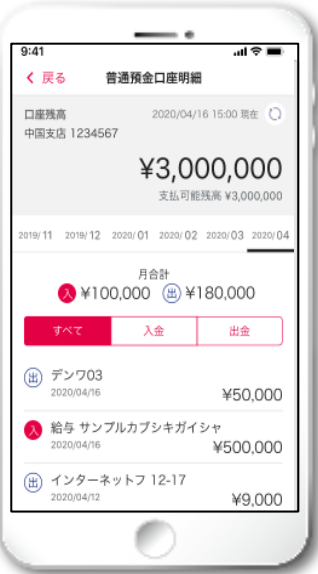 9:41
戻る 普通預金口座明細
口座残高 2020/04/16 15:00 現在
中国支店 1234567
¥3,000,000
支払可能残高 ¥3,000,000
2019/11 2019/12 2020/01 2020/02 2020/03 2020/04
月合計
入 ¥100,000 出 ¥180,000
すべて 入金 出金
出 デンワ03
2020/04/16 ¥50,000
入 給与 サンプルカブシキガイシャ
2020/04/16 ¥500,000
出 インターネットフ 12-17
2020/04/12 ¥9,000